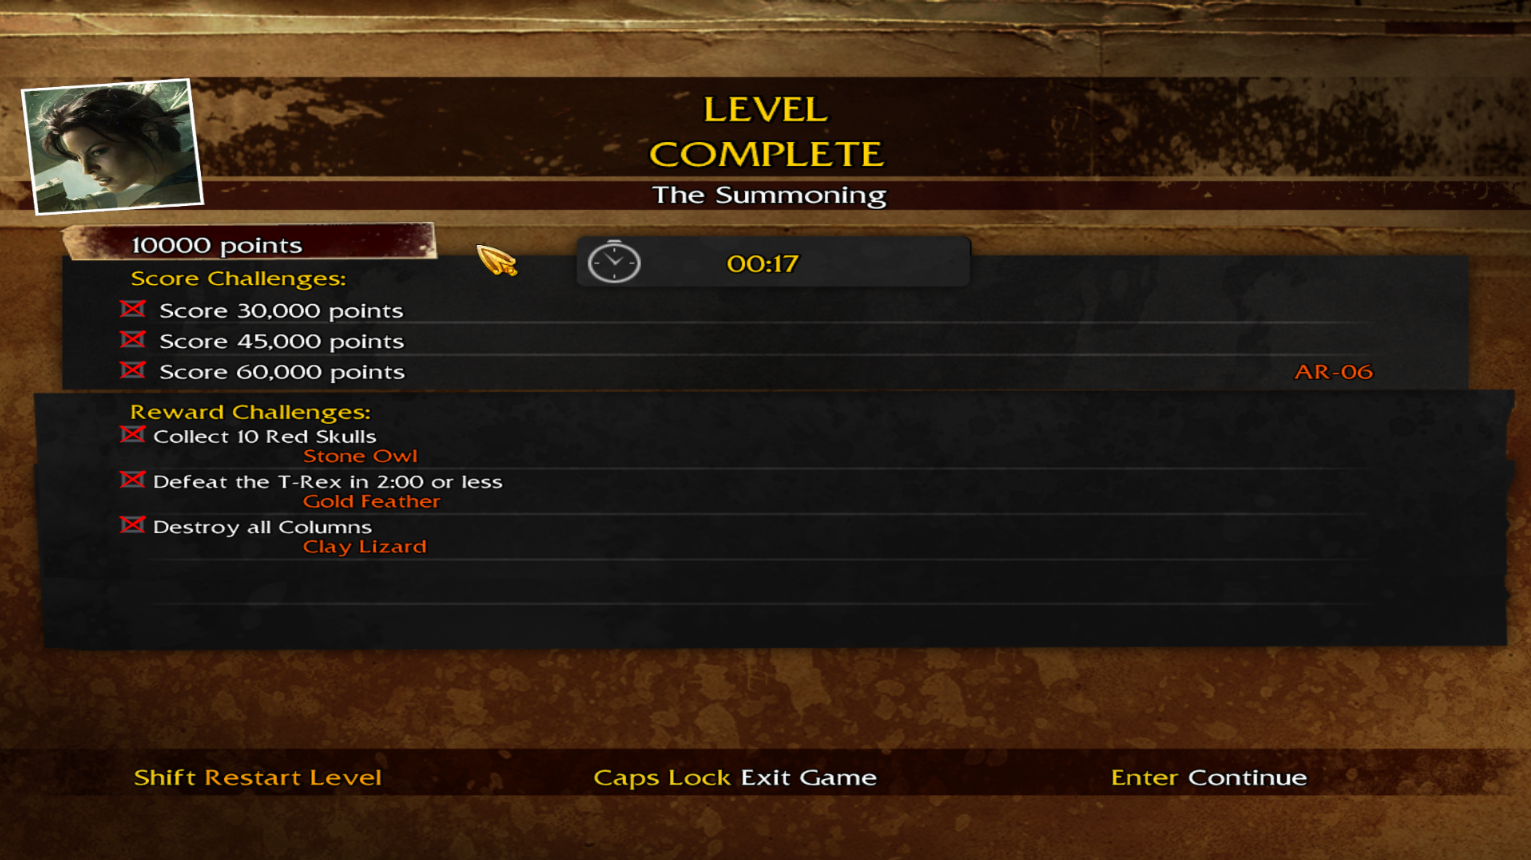 LEVEL
COMPLETE
The Summoning
10000 points
00:17
Score Challenges:
Score 30,000 points
Score 45,000 points
Score 60,000 points
AR-06
Reward Challenges:
Collect 10 Red Skulls
Stone Owl
Defeat the T-Rex in 2:00 or less
Gold Feather
Destroy all Columns
Clay Lizard
Shift Restart Level
Caps Lock Exit Game
Enter Continue